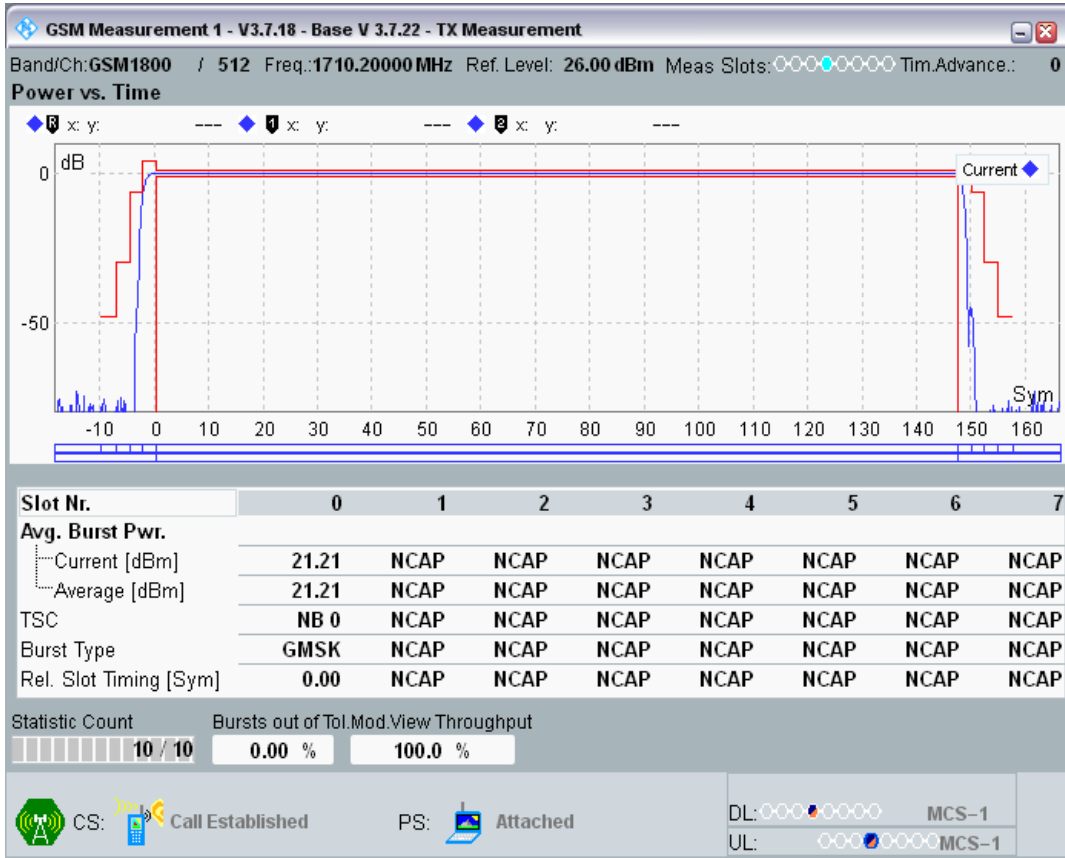 GSM Measurement 1 - V3.7.18 - Base V 3.7.22 - TX Measurement
Band/Ch:GSM1800 / 512 Freq.:1710.20000 MHz Ref. Level: 26.00 dBm Meas Slots: Tim.Advance.: 0
Power vs. Time
R x: y: --- 1 x: y: --- 2 x: y: ---
dB
0
Current
-50
Sym
-10 0 10 20 30 40 50 60 70 80 90 100 110 120 130 140 150 160
Slot Nr. 0 1 2 3 4 5 6 7
Avg. Burst Pwr.
Current [dBm] 21.21 NCAP NCAP NCAP NCAP NCAP NCAP NCAP
Average [dBm] 21.21 NCAP NCAP NCAP NCAP NCAP NCAP NCAP
TSC NB 0 NCAP NCAP NCAP NCAP NCAP NCAP NCAP
Burst Type GMSK NCAP NCAP NCAP NCAP NCAP NCAP NCAP
Rel. Slot Timing [Sym] 0.00 NCAP NCAP NCAP NCAP NCAP NCAP NCAP
Statistic Count Bursts out of Tol.Mod.View Throughput
10 / 10 0.00 % 100.0 %
DL: MCS-1
CS: Call Established PS: Attached
UL: MCS-1